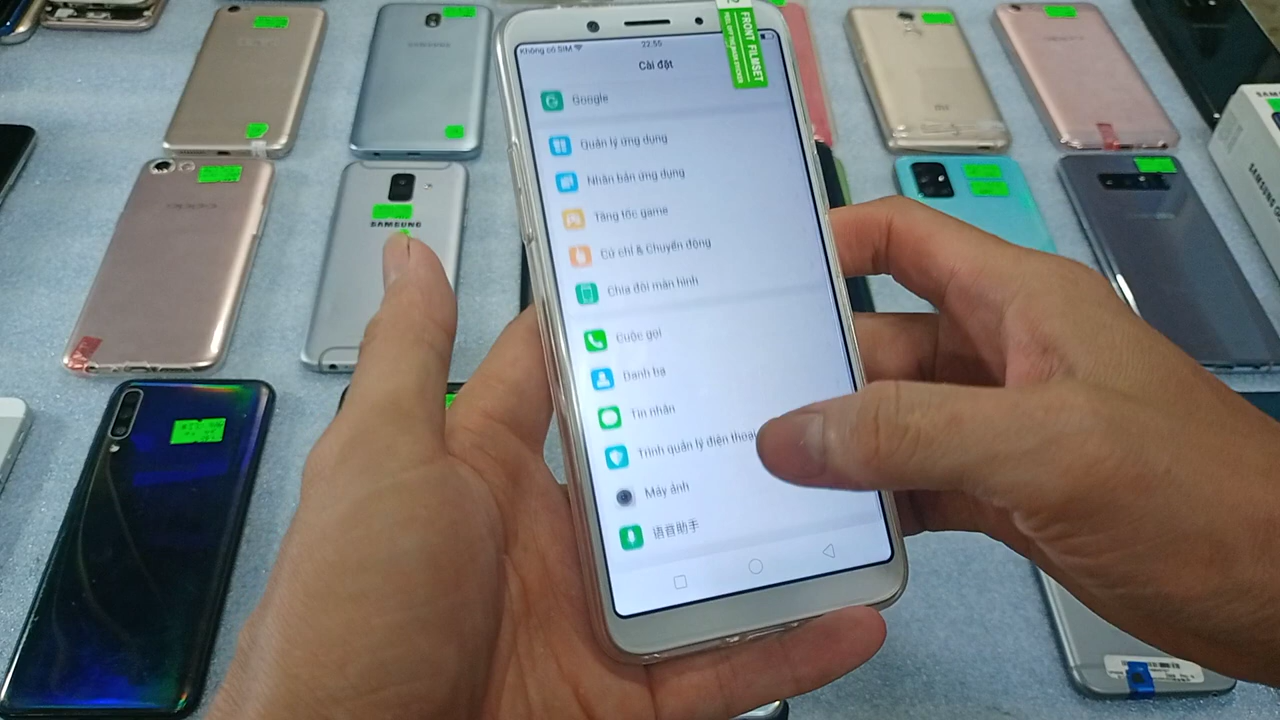 SAMSUNG
FRONT FILMSET
Không có SIM
22:55
Cài đặt
Google
Quản lý ứng dụng
Nhân bản ứng dụng
Tăng tốc game
Cử chỉ & Chuyển động
Chia đôi màn hình
Cuộc gọi
Danh bạ
Tin nhắn
Trình quản lý điện thoại
Máy ảnh
语音助手
oppo
SAMSUNG